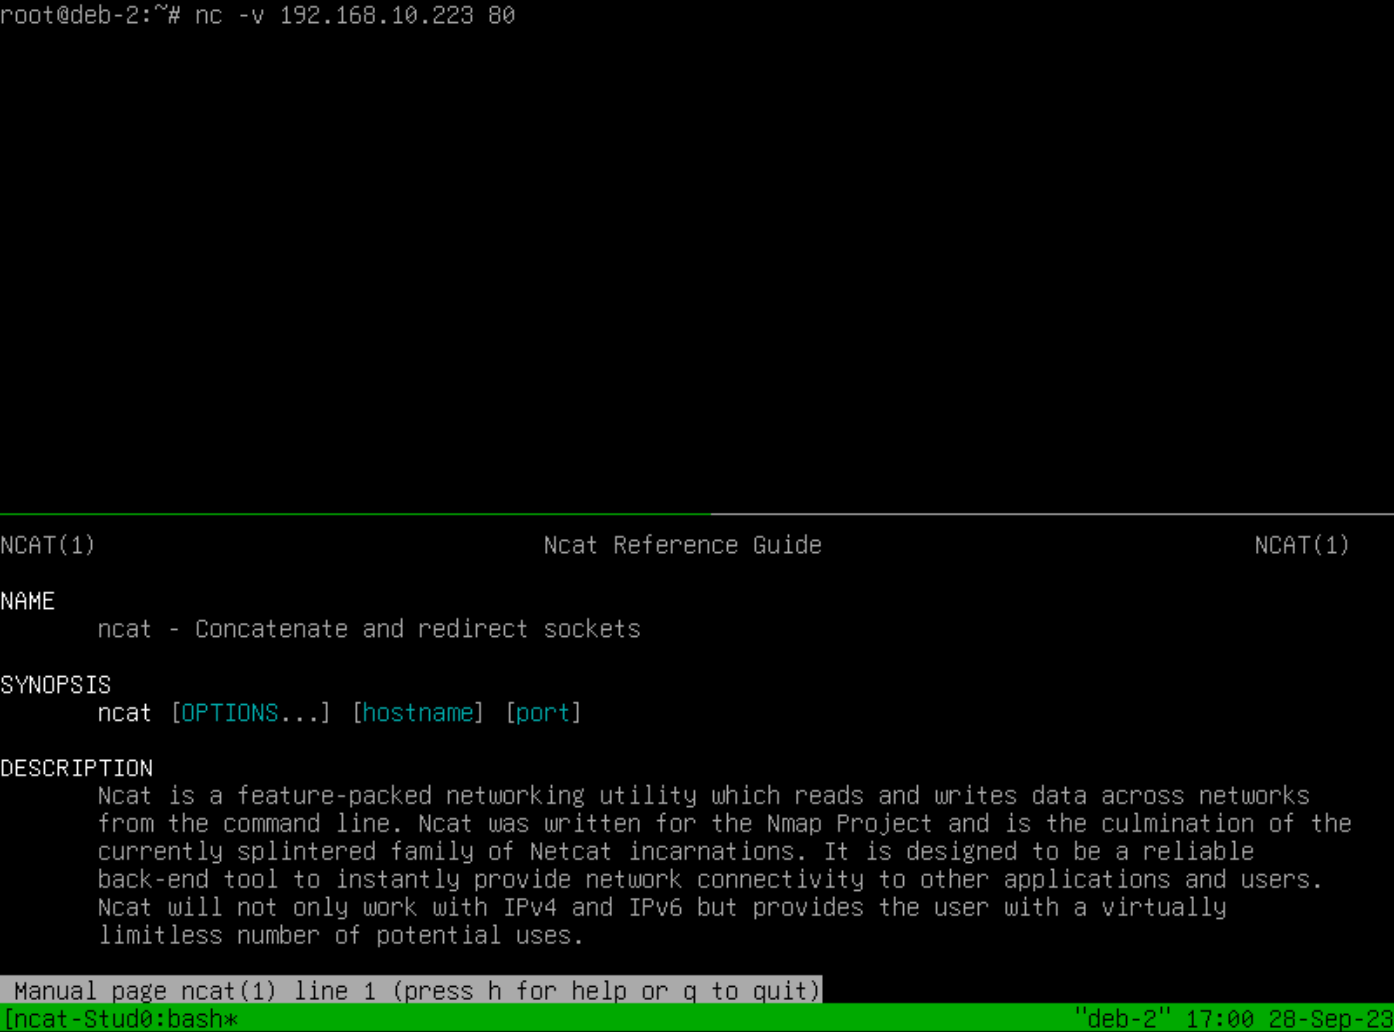 root@deb-2:~# nc -v 192.168.10.223 80
NCAT(1) Ncat Reference Guide NCAT(1)
NAME
ncat - Concatenate and redirect sockets
SYNOPSIS
ncat [OPTIONS...] [hostname] [port]
DESCRIPTION
Ncat is a feature-packed networking utility which reads and writes data across networks
from the command line. Ncat was written for the Nmap Project and is the culmination of the
currently splintered family of Netcat incarnations. It is designed to be a reliable
back-end tool to instantly provide network connectivity to other applications and users.
Ncat will not only work with IPv4 and IPv6 but provides the user with a virtually
limitless number of potential uses.
Manual page ncat(1) line 1 (press h for help or q to quit)
[ncat-Stud0:bash* "deb-2" 17:00 28-Sep-23